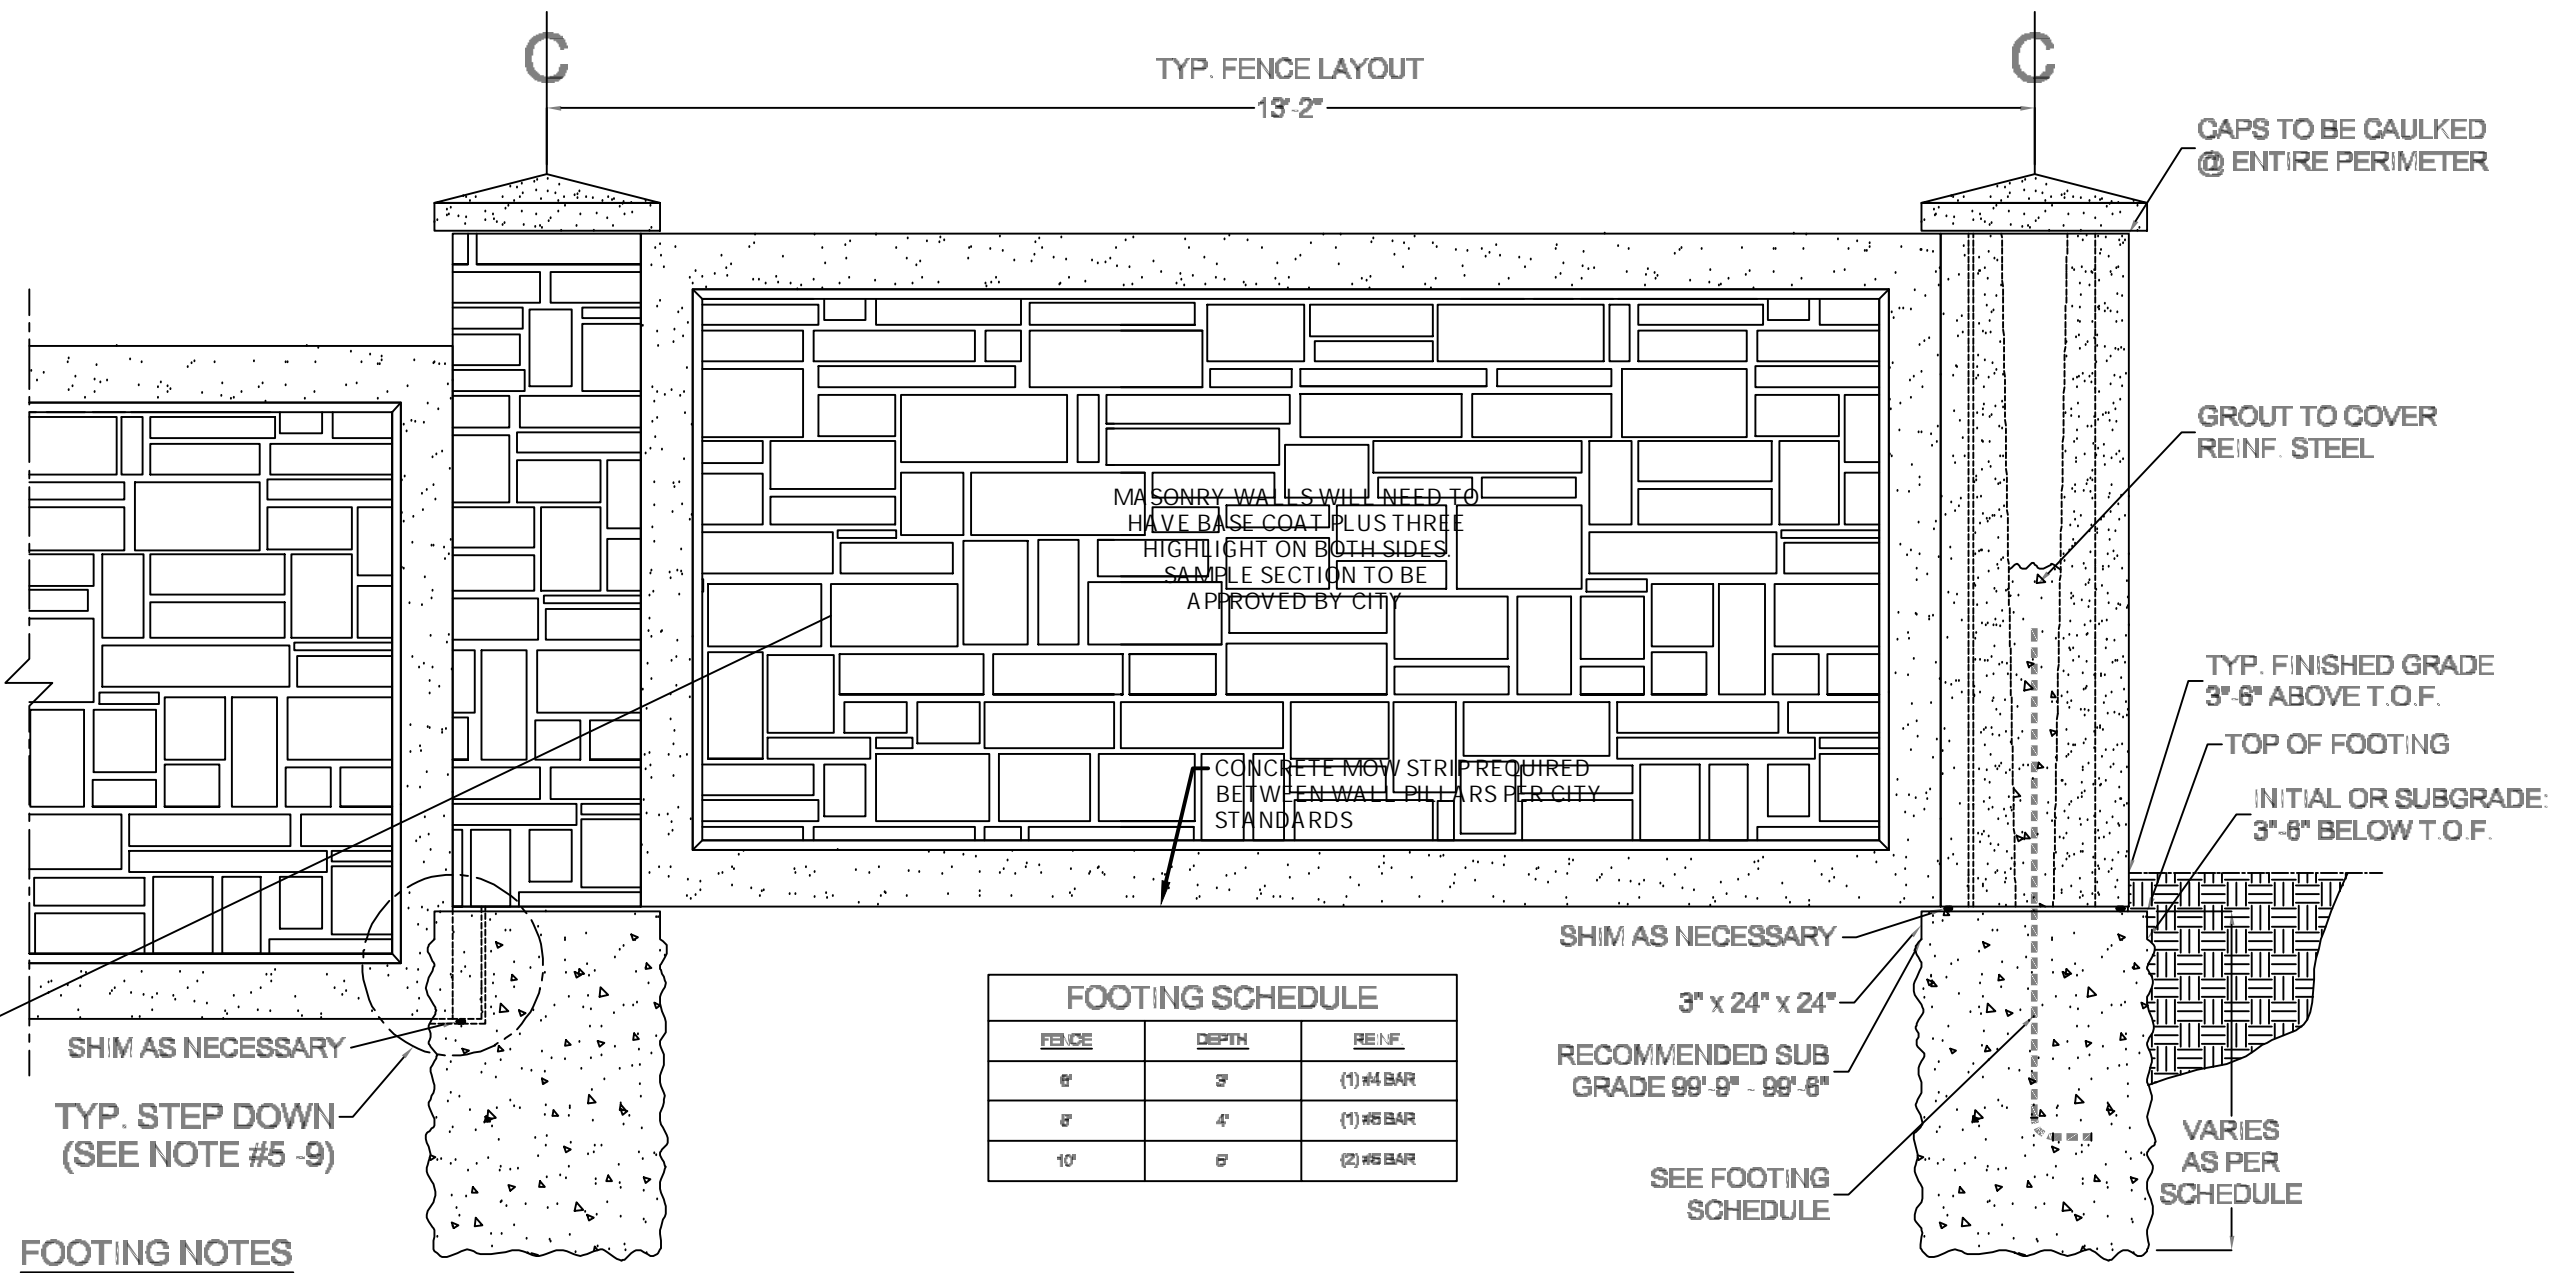 C
C
TYP. FENCE LAYOUT
13'-2"
CAPS TO BE CAULKED
@ ENTIRE PERIMETER
GROUT TO COVER
REINF. STEEL
MASONRY WALLS WILL NEED TO
HAVE BASE COAT PLUS THREE
HIGHLIGHT ON BOTH SIDES.
SAMPLE SECTION TO BE
APPROVED BY CITY
TYP. FINISHED GRADE
3"-6" ABOVE T.O.F.
TOP OF FOOTING
INITIAL OR SUBGRADE:
3"-6" BELOW T.O.F.
CONCRETE MOW STRIP REQUIRED
BETWEEN WALL PILLARS PER CITY
STANDARDS
SHIM AS NECESSARY
3" x 24" x 24"
RECOMMENDED SUB
GRADE 99'-9" - 99'-6"
SEE FOOTING
SCHEDULE
VARIES
AS PER
SCHEDULE
SHIM AS NECESSARY
TYP. STEP DOWN
(SEE NOTE #5 -9)
FOOTING SCHEDULE
FENCE DEPTH REINF.
6' 3' (1) #4 BAR
8' 4' (1) #5 BAR
10' (2) #5 BAR
FOOTING NOTES